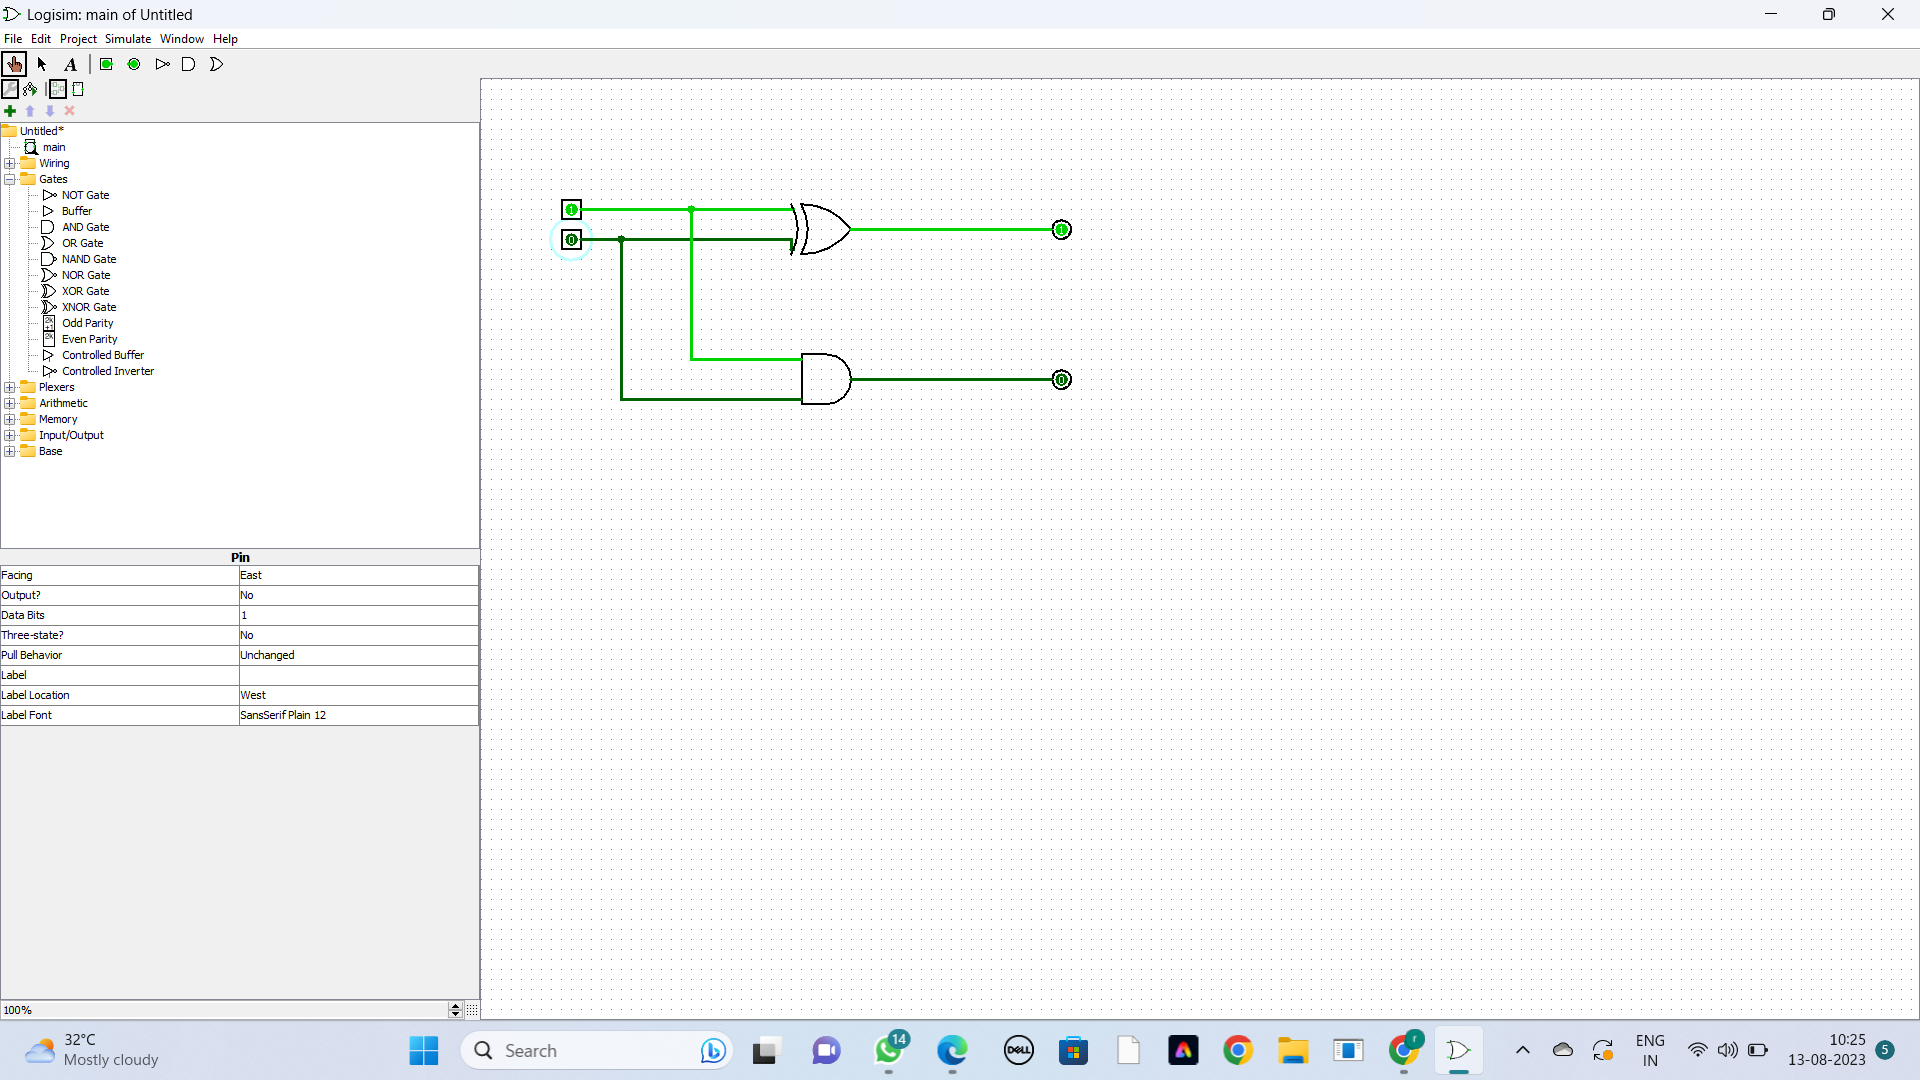 Logisim: main of Untitled
File Edit Project Simulate Window Help
A
Untitled*
main
Wiring
Gates
NOT Gate
Buffer
AND Gate
OR Gate
NAND Gate
NOR Gate
XOR Gate
XNOR Gate
2k+1 Odd Parity
2k Even Parity
Controlled Buffer
Controlled Inverter
Plexers
Arithmetic
Memory
Input/Output
Base
1
0
1
0
Pin
Facing East
Output? No
Data Bits 1
Three-state? No
Pull Behavior Unchanged
Label
Label Location West
Label Font SansSerif Plain 12
100%
32°C
Mostly cloudy
Search
14
DELL
r
ENG
IN
10:25
13-08-2023
5